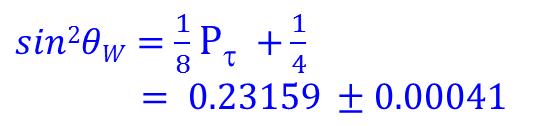 sin²θ_W = 1/8 P_τ + 1/4
= 0.23159 ± 0.00041